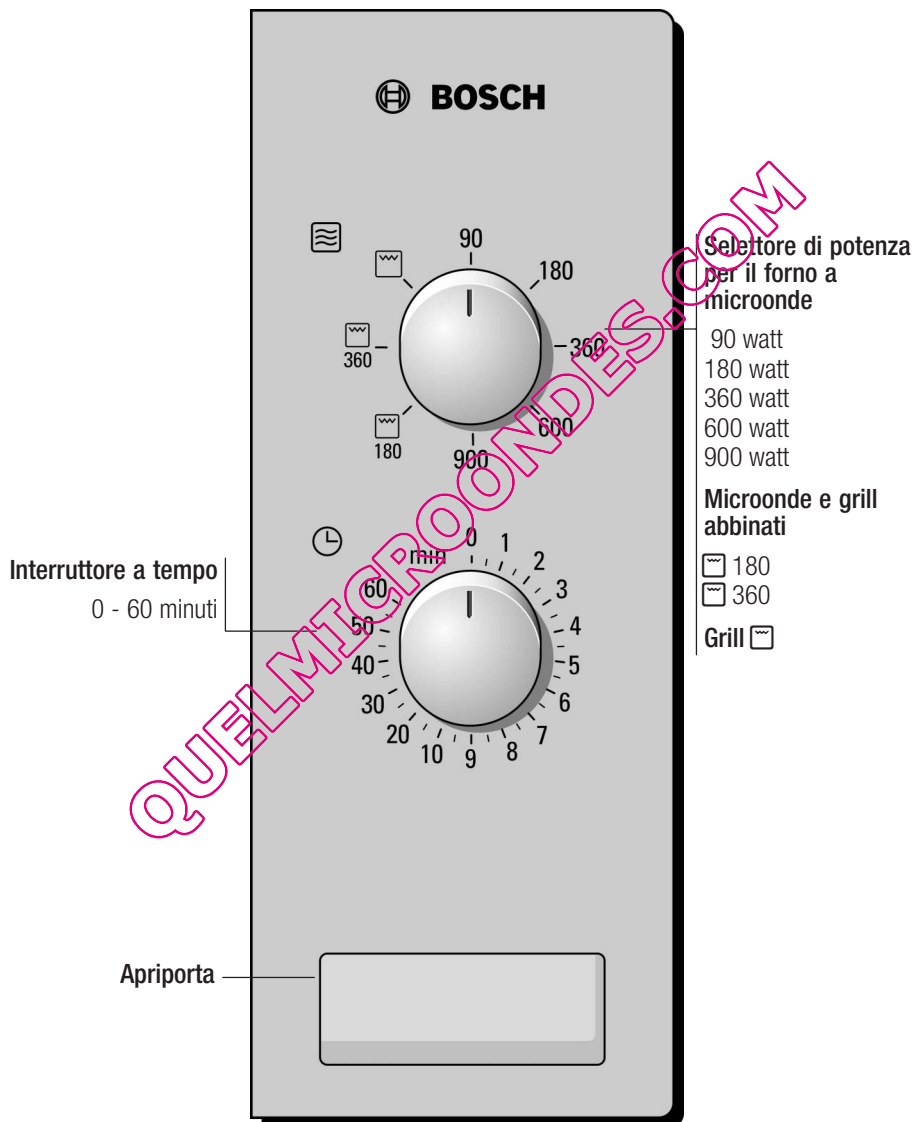 BOSCH
90
180
360
600
900
180
360
min
0
1
2
3
4
5
6
7
8
9
10
20
30
40
50
60
Interruttore a tempo
0 - 60 minuti
Apriporta
Selettore di potenza
per il forno a
microonde
90 watt
180 watt
360 watt
600 watt
900 watt
Microonde e grill
abbinati
180
360
Grill
QUELMICROONDES.COM